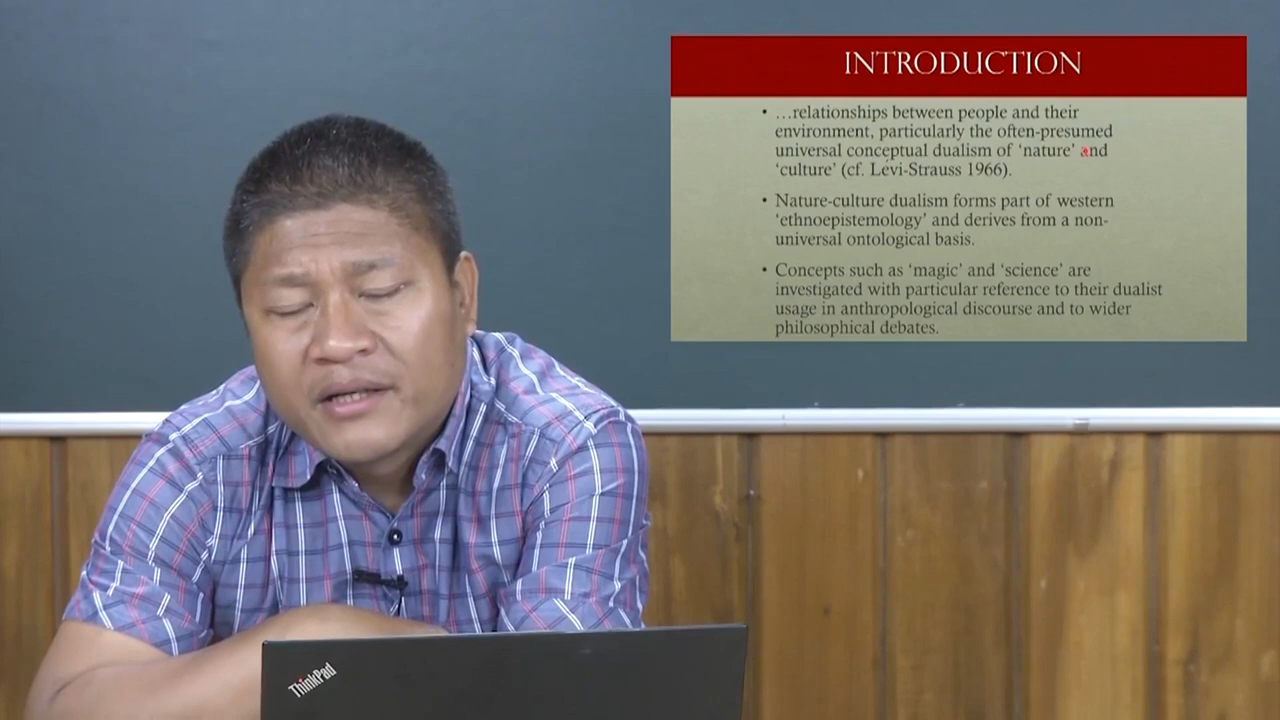 INTRODUCTION
• …relationships between people and their
environment, particularly the often-presumed
universal conceptual dualism of ‘nature’ and
‘culture’ (cf. Levi-Strauss 1966).
• Nature-culture dualism forms part of western
‘ethnoepistemology’ and derives from a non-
universal ontological basis.
• Concepts such as ‘magic’ and ‘science’ are
investigated with particular reference to their dualist
usage in anthropological discourse and to wider
philosophical debates.
ThinkPad